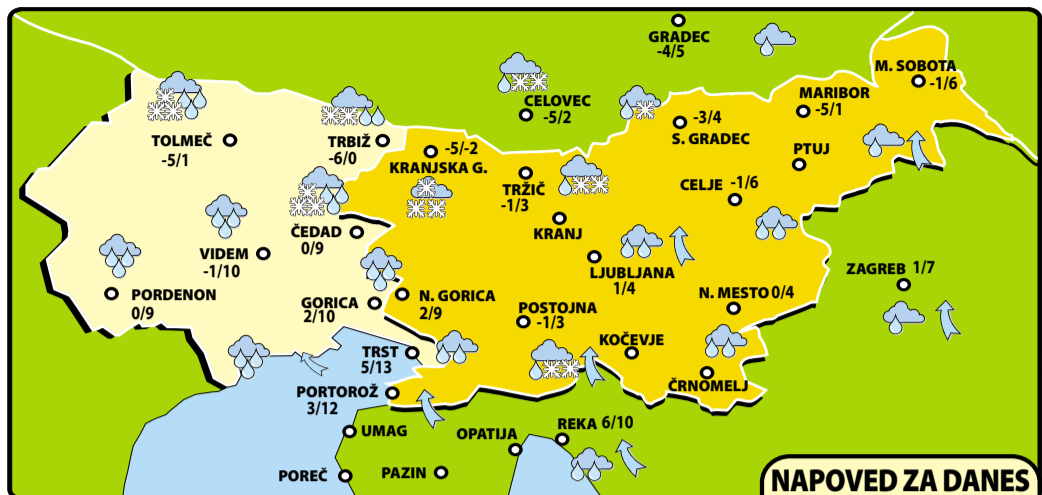 GRADEC
-4/5
M. SOBOTA
-1/6
MARIBOR
-5/1
CELOVEC
-5/2
-3/4
S. GRADEC
TOLMEČ
-5/1
TRBIŽ
-6/0
-5/-2
KRANJSKA G.
PTUJ
TRŽIČ
-1/3
CELJE -1/6
KRANJ
ČEDAD
0/9
VIDEM
-1/10
LJUBLJANA
1/4
ZAGREB 1/7
PORDENON
0/9
GORICA
2/10
N. GORICA
2/9
POSTOJNA
-1/3
N. MESTO 0/4
KOČEVJE
TRST
5/13
ČRNOMELJ
PORTOROŽ
3/12
UMAG
OPATIJA
REKA 6/10
POREČ
PAZIN
NAPOVED ZA DANES